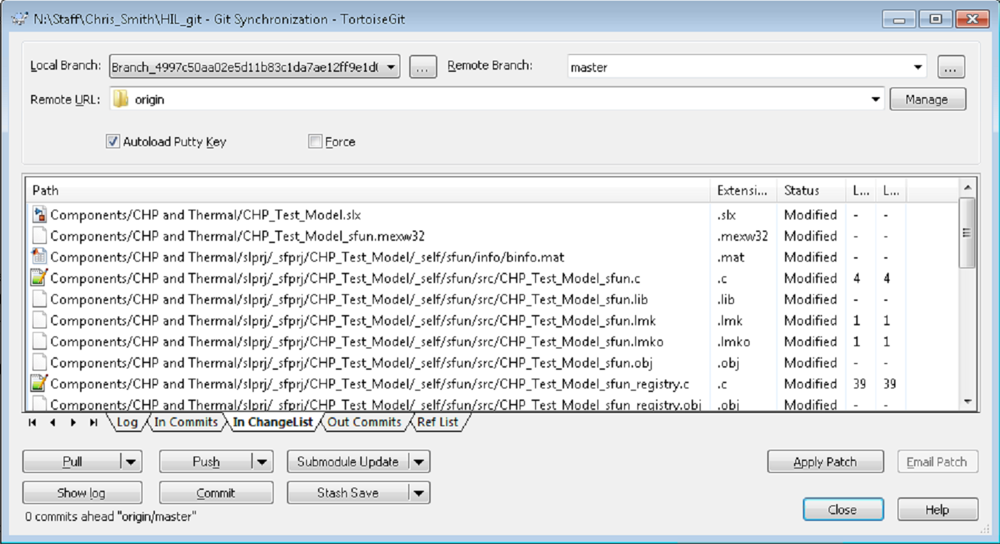 N:\Staff\Chris_Smith\HIL_git - Git Synchronization - TortoiseGit
Local Branch: Branch_4997c50aa02e5d11b83c1da7ae12ff9e1d ... Remote Branch: master ...
Remote URL: origin Manage
Autoload Putty Key Force
Path Extensi... Status L... L...
Components/CHP and Thermal/CHP_Test_Model.slx .slx Modified - -
Components/CHP and Thermal/CHP_Test_Model_sfun.mexw32 .mexw32 Modified - -
Components/CHP and Thermal/slprj/_sfprj/CHP_Test_Model/_self/sfun/info/binfo.mat .mat Modified - -
Components/CHP and Thermal/slprj/_sfprj/CHP_Test_Model/_self/sfun/src/CHP_Test_Model_sfun.c .c Modified 4 4
Components/CHP and Thermal/slprj/_sfprj/CHP_Test_Model/_self/sfun/src/CHP_Test_Model_sfun.lib .lib Modified - -
Components/CHP and Thermal/slprj/_sfprj/CHP_Test_Model/_self/sfun/src/CHP_Test_Model_sfun.lmk .lmk Modified 1 1
Components/CHP and Thermal/slprj/_sfprj/CHP_Test_Model/_self/sfun/src/CHP_Test_Model_sfun.lmko .lmko Modified 1 1
Components/CHP and Thermal/slprj/_sfprj/CHP_Test_Model/_self/sfun/src/CHP_Test_Model_sfun.obj .obj Modified - -
Components/CHP and Thermal/slprj/_sfprj/CHP_Test_Model/_self/sfun/src/CHP_Test_Model_sfun_registry.c .c Modified 39 39
Components/CHP and Thermal/slprj/_sfprj/CHP_Test_Model/_self/sfun/src/CHP_Test_Model_sfun_registry.obj .obj Modified - -
Log In Commits In ChangeList Out Commits Ref List
Pull Push Submodule Update Apply Patch Email Patch
Show log Commit Stash Save
0 commits ahead "origin/master" Close Help